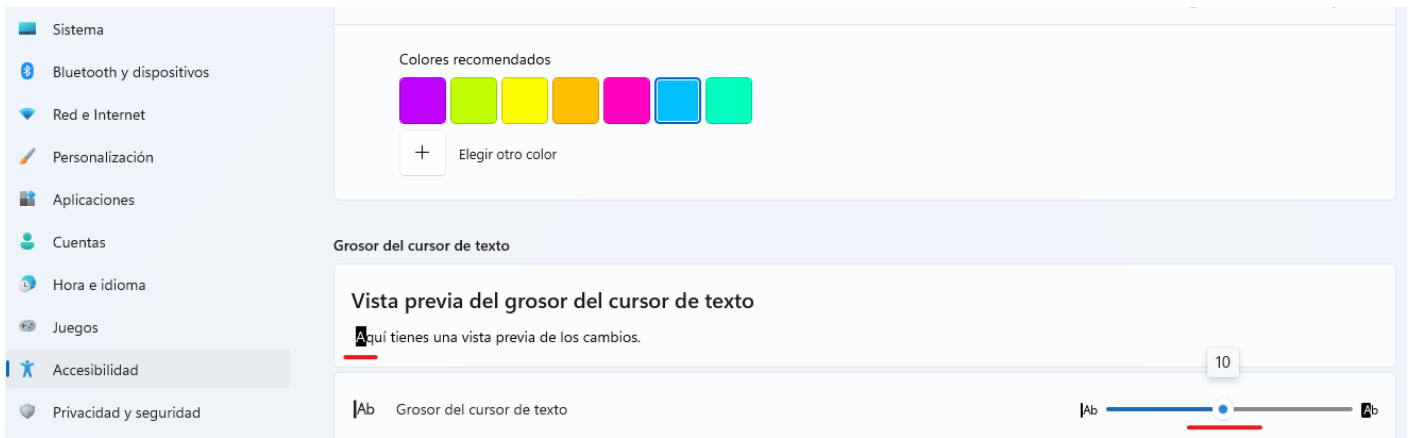 Sistema
Bluetooth y dispositivos
Red e Internet
Personalización
Aplicaciones
Cuentas
Hora e idioma
Juegos
Accesibilidad
Privacidad y seguridad
Colores recomendados
Elegir otro color
Grosor del cursor de texto
Vista previa del grosor del cursor de texto
Aquí tienes una vista previa de los cambios.
10
Ab Grosor del cursor de texto Ab Ab